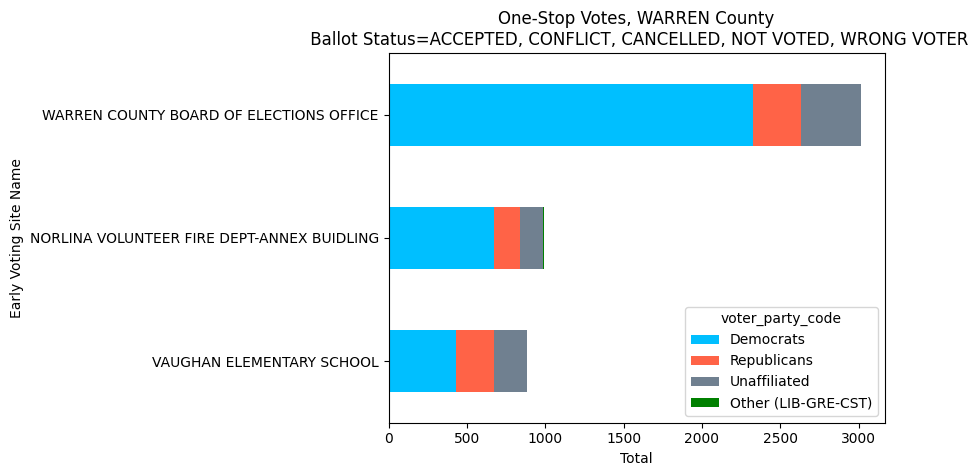 One-Stop Votes, WARREN County
Ballot Status=ACCEPTED, CONFLICT, CANCELLED, NOT VOTED, WRONG VOTER
Early Voting Site Name
WARREN COUNTY BOARD OF ELECTIONS OFFICE
NORLINA VOLUNTEER FIRE DEPT-ANNEX BUIDLING
VAUGHAN ELEMENTARY SCHOOL
voter_party_code
Democrats
Republicans
Unaffiliated
Other (LIB-GRE-CST)
0 500 1000 1500 2000 2500 3000
Total